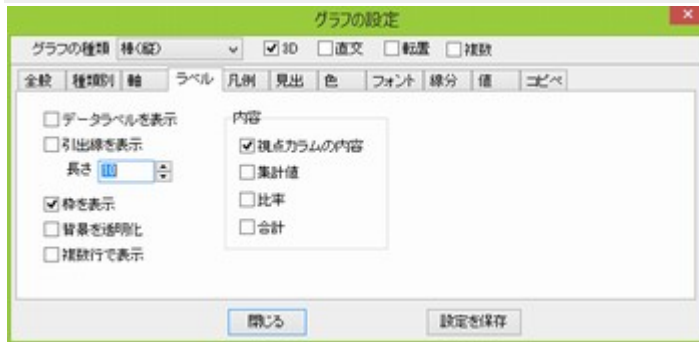 グラフの設定
グラフの種類 棒(縦) 3D 直交 転置 複数
全般 種類別 軸 ラベル 凡例 見出 色 フォント 線分 値 コピペ
データラベルを表示
引出線を表示
長さ 10
枠を表示
背景を透明化
複数行で表示
内容
視点カラムの内容
集計値
比率
合計
閉じる 設定を保存